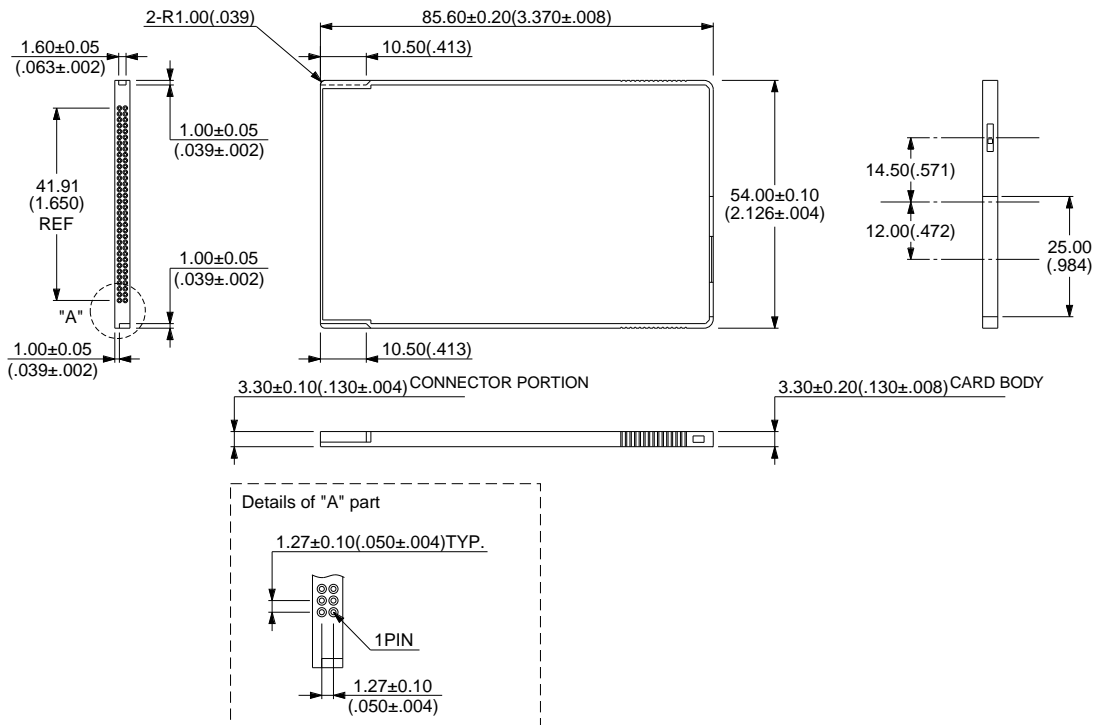 2-R1.00(.039)
85.60±0.20(3.370±.008)
1.60±0.05
(.063±.002)
10.50(.413)
1.00±0.05
(.039±.002)
41.91
(1.650)
REF
54.00±0.10
(2.126±.004)
14.50(.571)
12.00(.472)
25.00
(.984)
1.00±0.05
(.039±.002)
"A"
1.00±0.05
(.039±.002)
10.50(.413)
3.30±0.10(.130±.004) CONNECTOR PORTION
3.30±0.20(.130±.008) CARD BODY
Details of "A" part
1.27±0.10(.050±.004)TYP.
1PIN
1.27±0.10
(.050±.004)